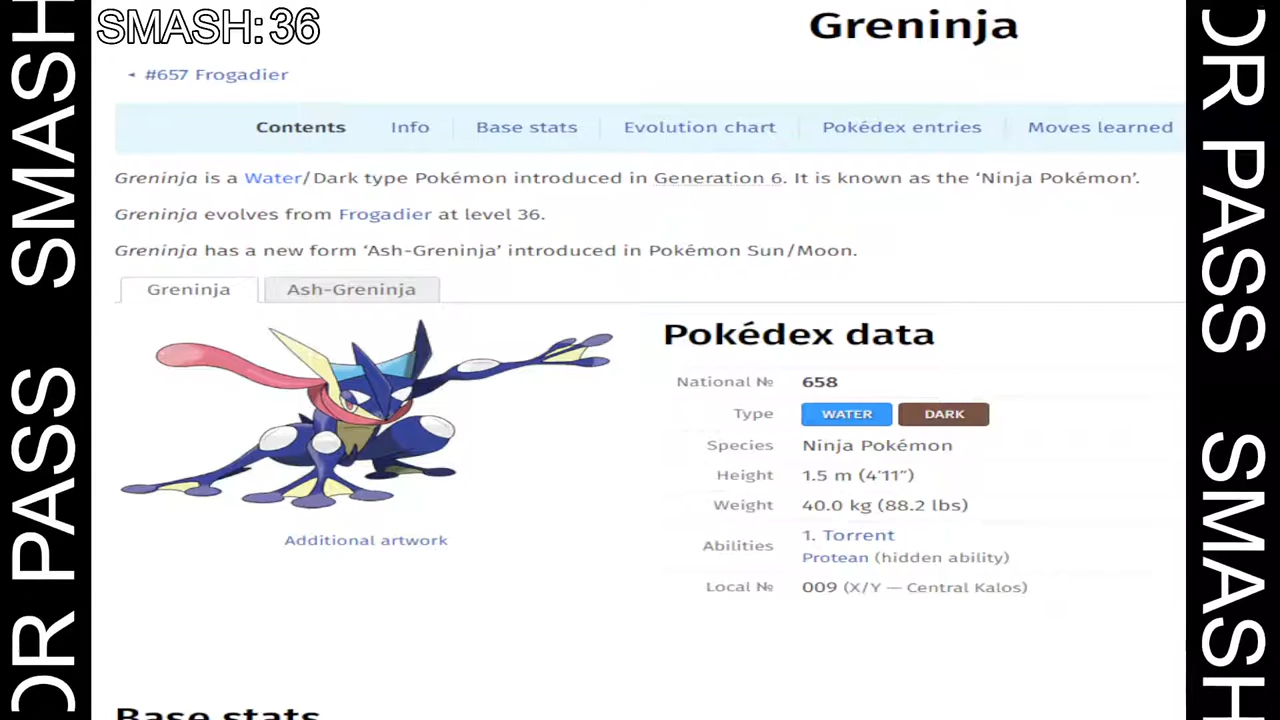 SMASH: 36
Greninja
◂ #657 Frogadier
Contents Info Base stats Evolution chart Pokédex entries Moves learned
Greninja is a Water/Dark type Pokémon introduced in Generation 6. It is known as the ‘Ninja Pokémon’.
Greninja evolves from Frogadier at level 36.
Greninja has a new form ‘Ash-Greninja’ introduced in Pokémon Sun/Moon.
Greninja Ash-Greninja
Pokédex data
National № 658
Type WATER DARK
Species Ninja Pokémon
Height 1.5 m (4′11″)
Weight 40.0 kg (88.2 lbs)
Abilities 1. Torrent
Protean (hidden ability)
Local № 009 (X/Y — Central Kalos)
Additional artwork
Base stats
OR PASS SMASH
OR PASS SMASH